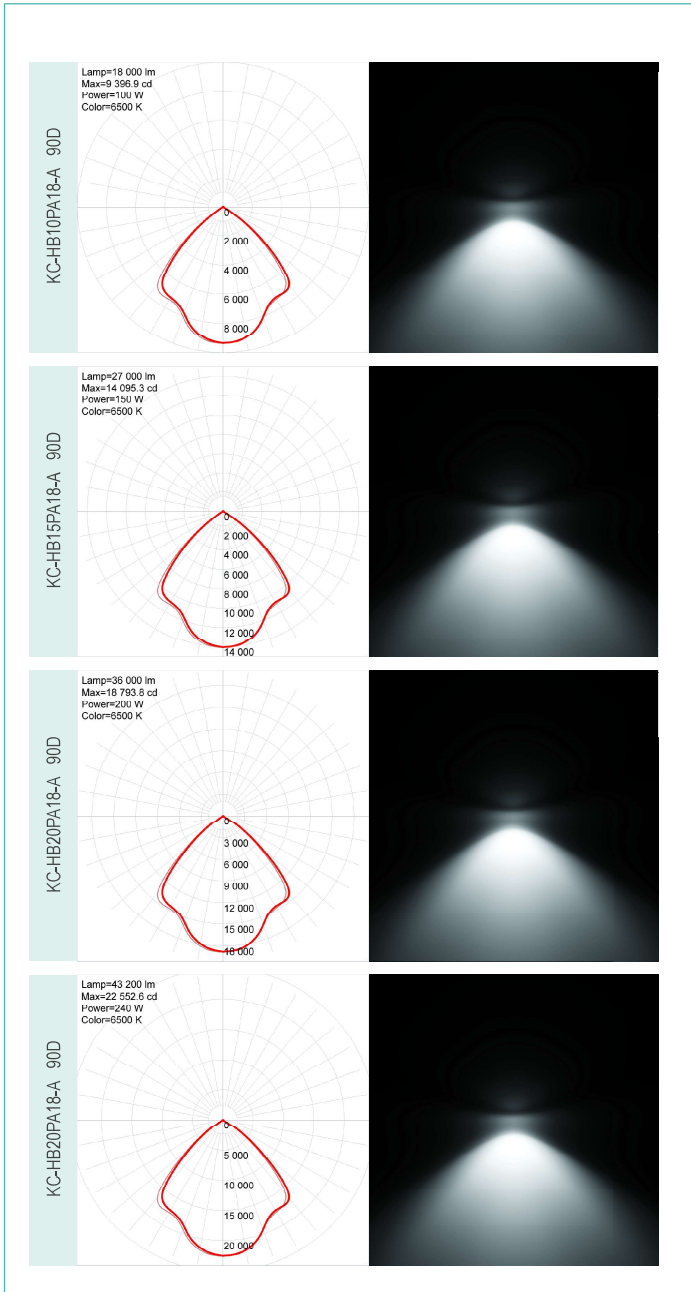 KC-HB10PA18-A 90D
Lamp=18 000 lm
Max=9 396.9 cd
Power=100 W
Color=6500 K
0
2 000
4 000
6 000
8 000
KC-HB15PA18-A 90D
Lamp=27 000 lm
Max=14 095.3 cd
Power=150 W
Color=6500 K
0
2 000
4 000
6 000
8 000
10 000
12 000
14 000
KC-HB20PA18-A 90D
Lamp=36 000 lm
Max=18 793.8 cd
Power=200 W
Color=6500 K
0
3 000
6 000
9 000
12 000
15 000
18 000
KC-HB20PA18-A 90D
Lamp=43 200 lm
Max=22 552.6 cd
Power=240 W
Color=6500 K
0
5 000
10 000
15 000
20 000